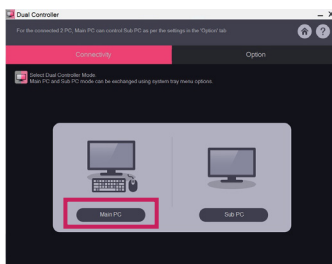 Dual Controller
For the connected 2 PC, Main PC can control Sub PC as per the settings in the 'Option' tab.
Connectivity
Option
Select Dual Controller Mode:
Main PC and Sub PC mode can be exchanged using system tray menu options.
Main PC
Sub PC